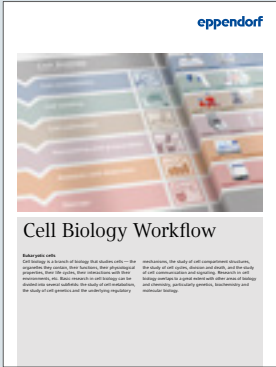 eppendorf
Cell Biology Workflow
Eukaryotic cells
Cell biology is a branch of biology that studies cells — the
organelles they contain, their functions, their physiological
properties, their life cycles, their interactions with their
environments, etc. Basic research in cell biology can be
divided into several subfields: the study of cell metabolism,
the study of cell genetics and the underlying regulatory
mechanisms, the study of cell compartment structures,
the study of cell cycles, division and death, and the study
of cell communication and signaling. Research in cell
biology overlaps to a great extent with other areas of biology
and chemistry, particularly genetics, biochemistry and
molecular biology.